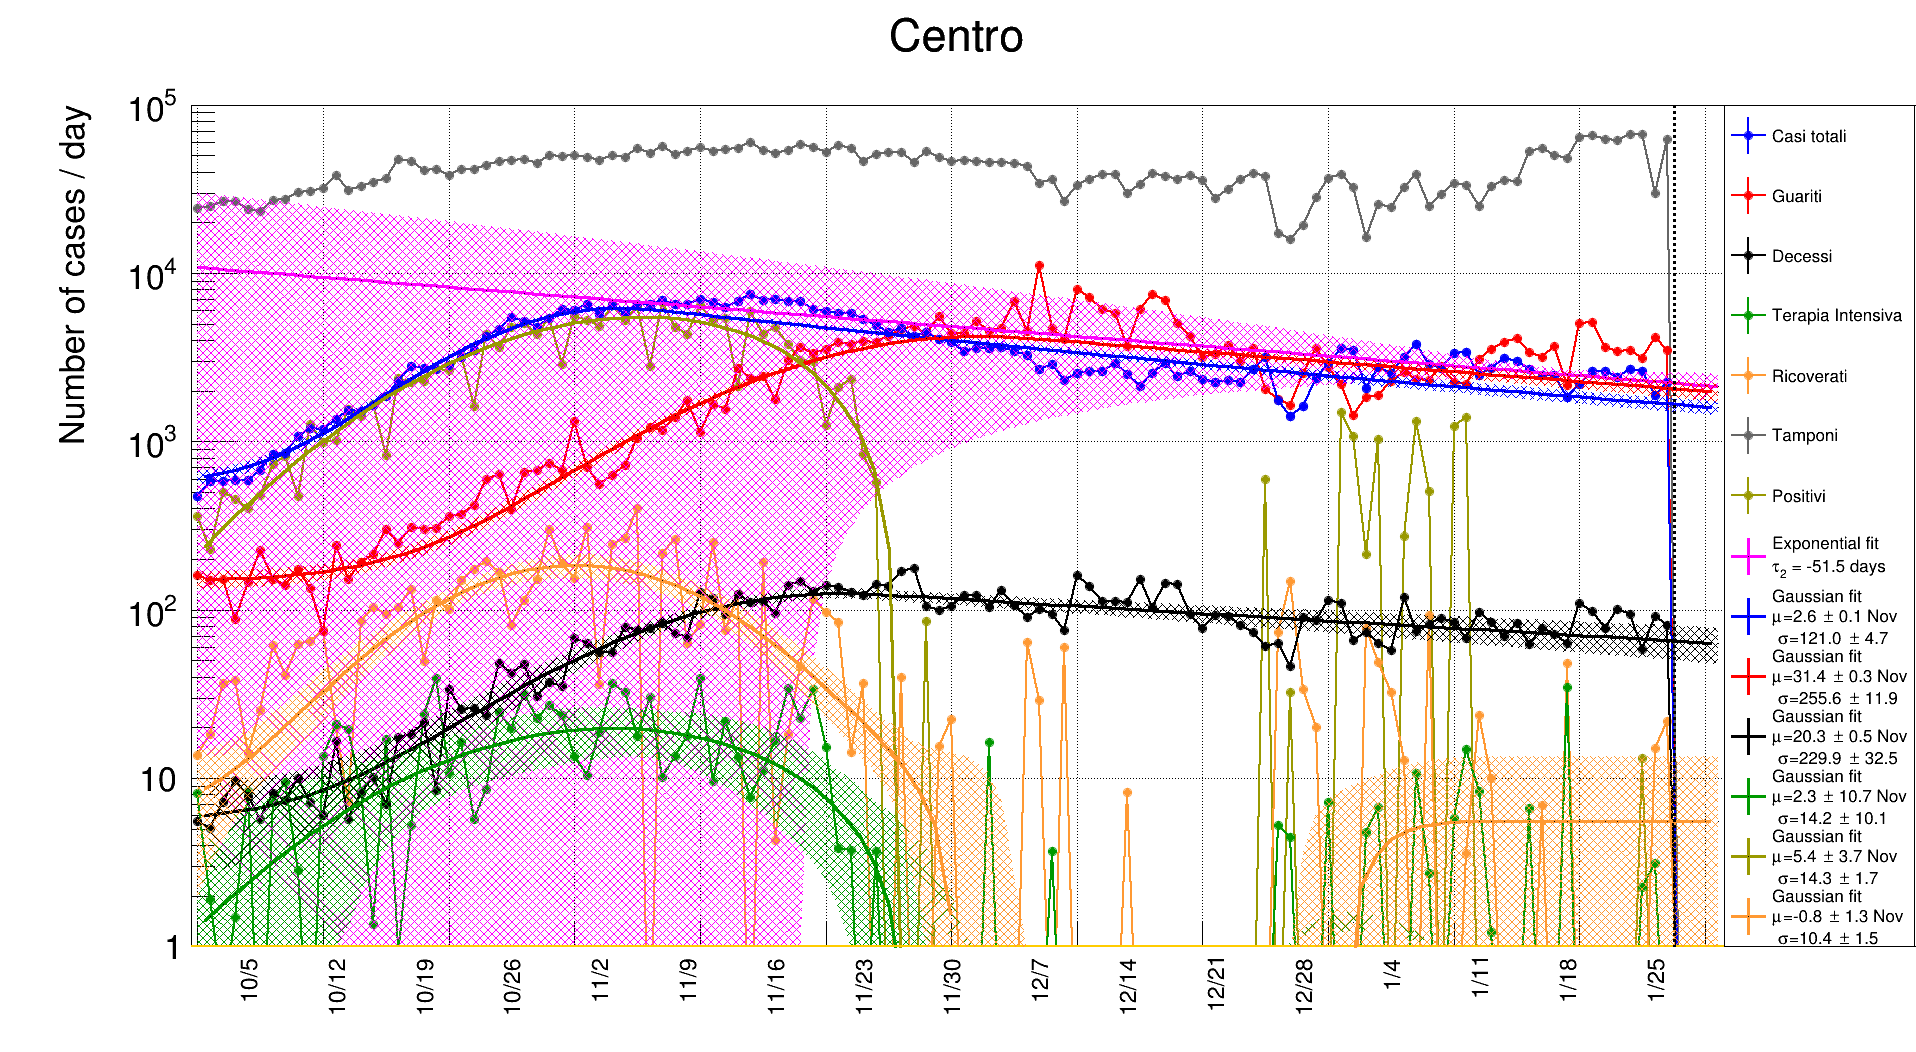 Centro
Number of cases / day
10^5
10^4
10^3
10^2
10
1
10/5
10/12
10/19
10/26
11/2
11/9
11/16
11/23
11/30
12/7
12/14
12/21
12/28
1/4
1/11
1/18
1/25
Casi totali
Guariti
Decessi
Terapia Intensiva
Ricoverati
Tamponi
Positivi
Exponential fit
τ₂ = -51.5 days
Gaussian fit
μ=2.6 ± 0.1 Nov
σ=121.0 ± 4.7
Gaussian fit
μ=31.4 ± 0.3 Nov
σ=255.6 ± 11.9
Gaussian fit
μ=20.3 ± 0.5 Nov
σ=229.9 ± 32.5
Gaussian fit
μ=2.3 ± 10.7 Nov
σ=14.2 ± 10.1
Gaussian fit
μ=5.4 ± 3.7 Nov
σ=14.3 ± 1.7
Gaussian fit
μ=-0.8 ± 1.3 Nov
σ=10.4 ± 1.5